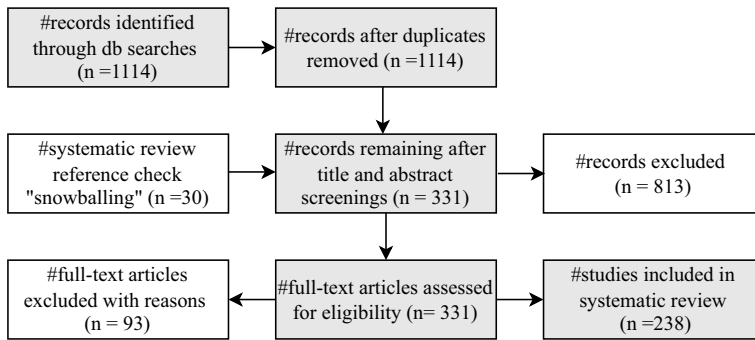 #records identified
through db searches
(n =1114)
#records after duplicates
removed (n =1114)
#systematic review
reference check
"snowballing" (n =30)
#records remaining after
title and abstract
screenings (n = 331)
#records excluded
(n = 813)
#full-text articles
excluded with reasons
(n = 93)
#full-text articles assessed
for eligibility (n= 331)
#studies included in
systematic review
(n =238)